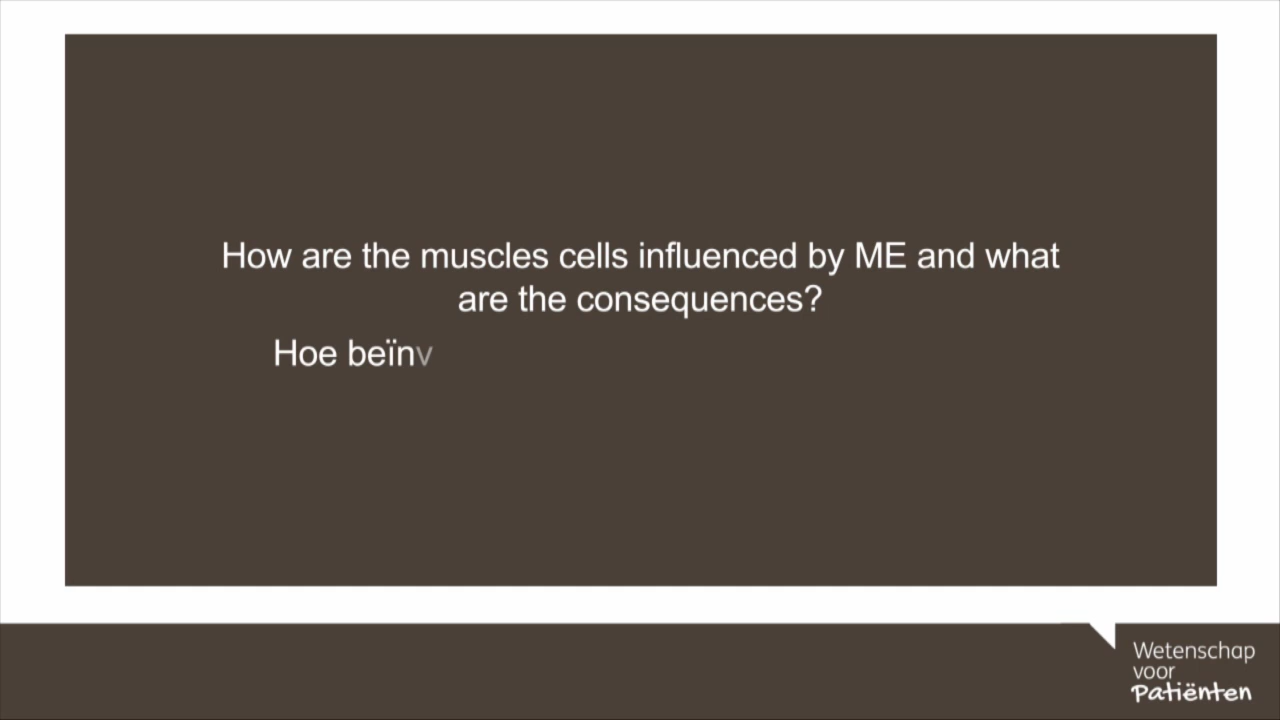 How are the muscles cells influenced by ME and what
are the consequences?
Hoe beïnv
Wetenschap
voor
Patiënten